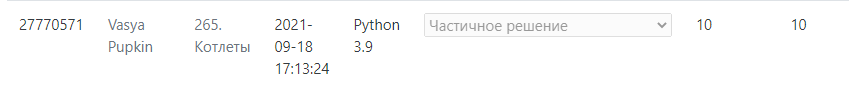 27770571 Vasya Pupkin 265. Котлеты 2021-09-18 17:13:24 Python 3.9 Частичное решение 10 10